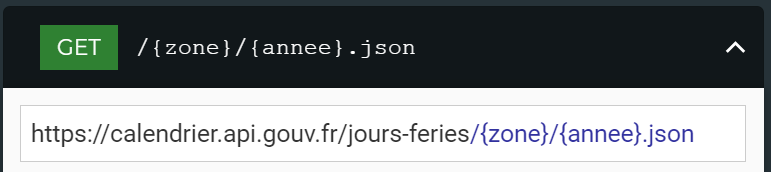 GET /{zone}/{annee}.json
https://calendrier.api.gouv.fr/jours-feries/{zone}/{annee}.json